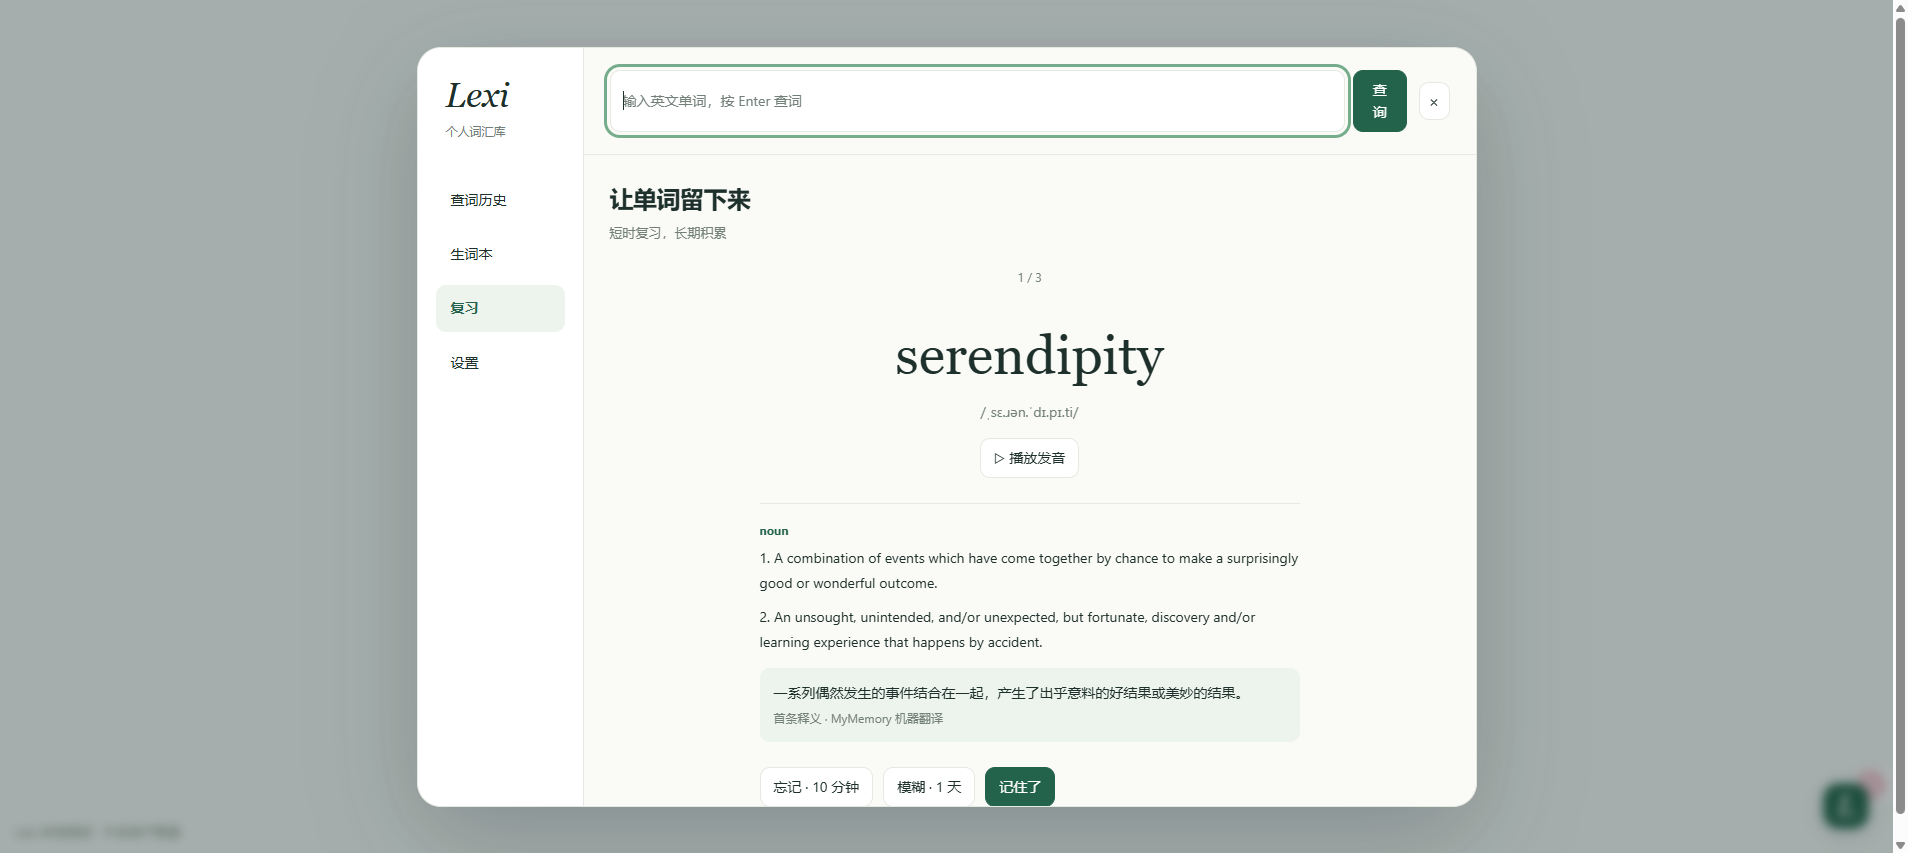 Lexi
个人词汇库
查词历史
生词本
复习
设置
输入英文单词，按 Enter 查词
查
询
×
让单词留下来
短时复习，长期积累
1 / 3
serendipity
/ˌsɛ.ɹən.ˈdɪ.pɪ.ti/
▷ 播放发音
noun
1. A combination of events which have come together by chance to make a surprisingly
good or wonderful outcome.
2. An unsought, unintended, and/or unexpected, but fortunate, discovery and/or
learning experience that happens by accident.
一系列偶然发生的事件结合在一起，产生了出乎意料的好结果或美妙的结果。
首条释义 · MyMemory 机器翻译
忘记 · 10 分钟
模糊 · 1 天
记住了